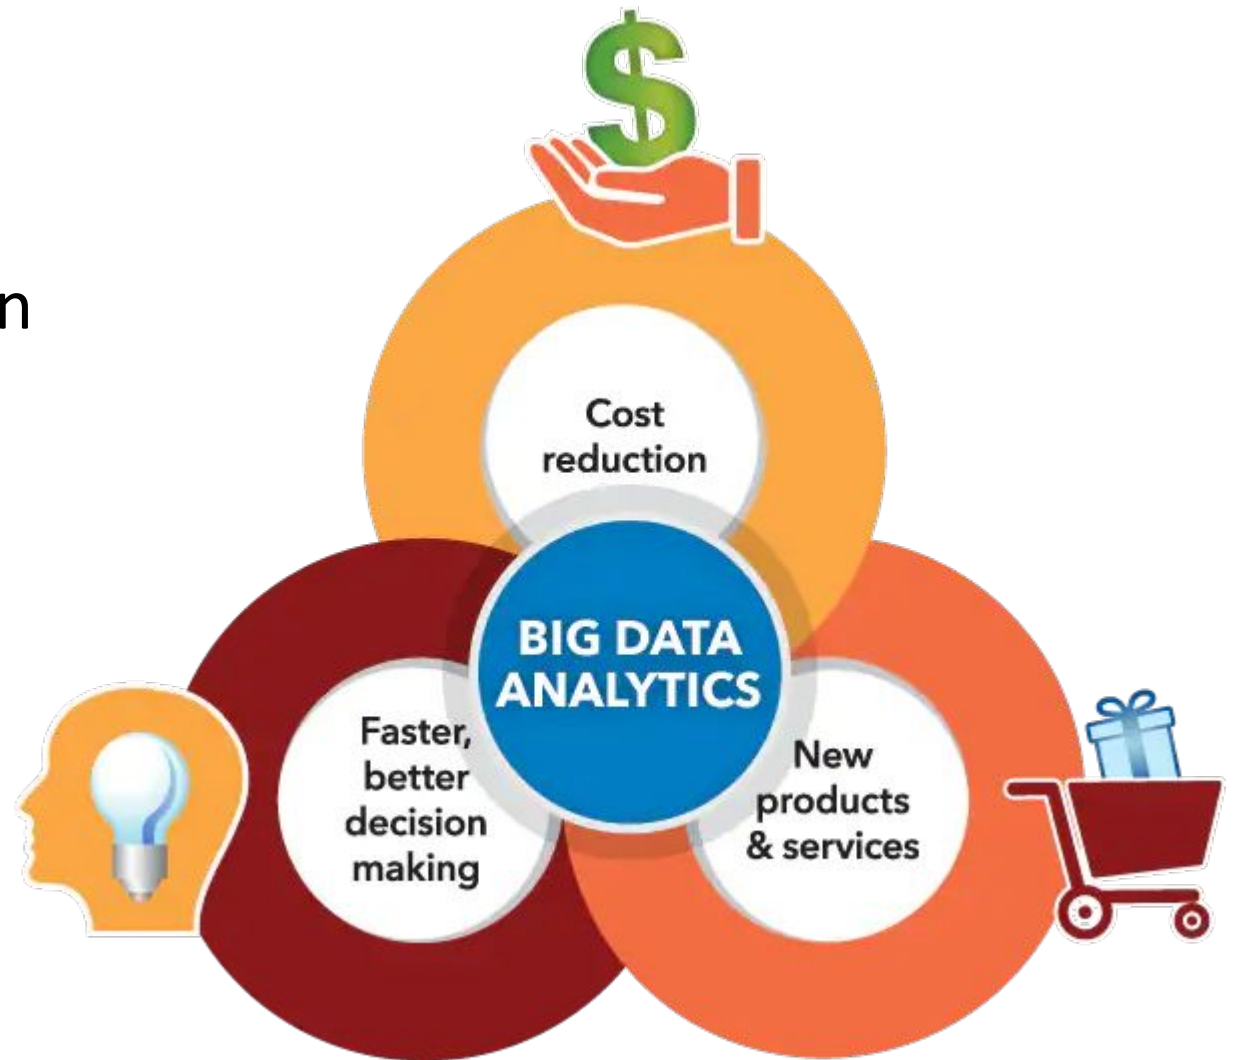 n
Cost
reduction
BIG DATA
ANALYTICS
Faster,
better
decision
making
New
products
& services